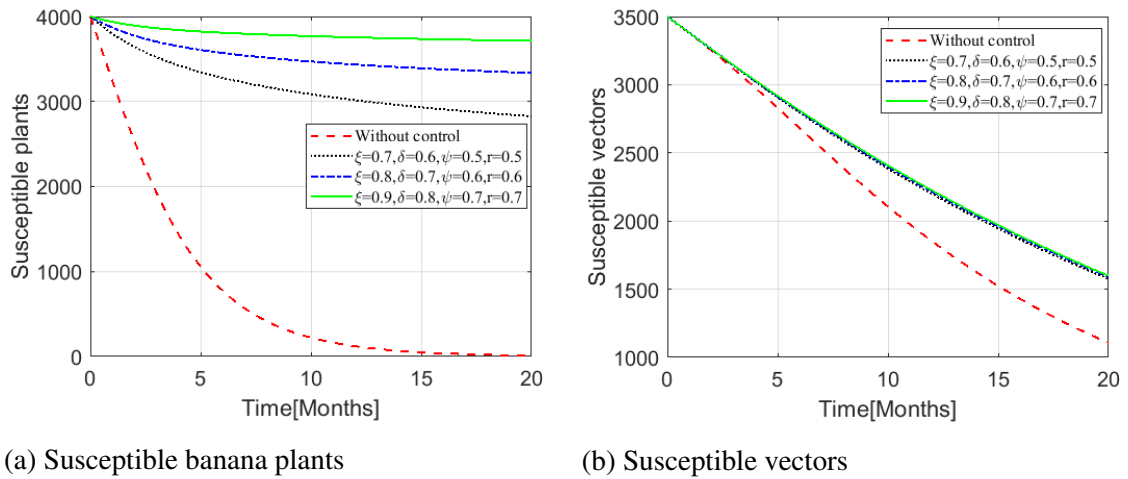 4000
3000
2000
1000
0
Susceptible plants
Without control
ξ=0.7,δ=0.6,ψ=0.5,r=0.5
ξ=0.8,δ=0.7,ψ=0.6,r=0.6
ξ=0.9,δ=0.8,ψ=0.7,r=0.7
0 5 10 15 20
Time[Months]
(a) Susceptible banana plants
3500
3000
2500
2000
1500
1000
Susceptible vectors
Without control
ξ=0.7,δ=0.6,ψ=0.5,r=0.5
ξ=0.8,δ=0.7,ψ=0.6,r=0.6
ξ=0.9,δ=0.8,ψ=0.7,r=0.7
0 5 10 15 20
Time[Months]
(b) Susceptible vectors